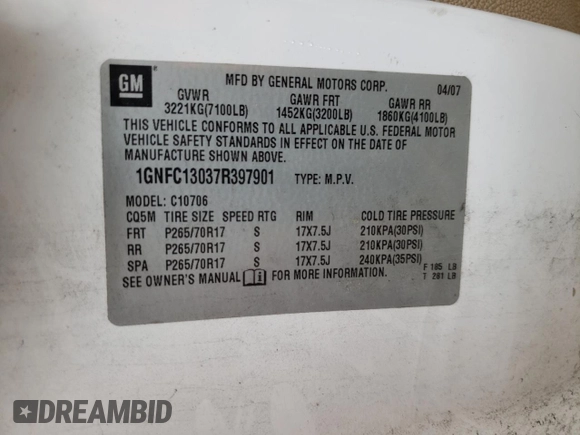 GM
MFD BY GENERAL MOTORS CORP. 04/07
GVWR GAWR FRT GAWR RR
3221KG(7100LB) 1452KG(3200LB) 1860KG(4100LB)
THIS VEHICLE CONFORMS TO ALL APPLICABLE U.S. FEDERAL MOTOR
VEHICLE SAFETY STANDARDS IN EFFECT ON THE DATE OF
MANUFACTURE SHOWN ABOVE.
1GNFC13037R397901 TYPE: M.P.V.
MODEL: C10706
CQ5M TIRE SIZE SPEED RTG RIM COLD TIRE PRESSURE
FRT P265/70R17 S 17X7.5J 210KPA(30PSI)
RR P265/70R17 S 17X7.5J 210KPA(30PSI)
SPA P265/70R17 S 17X7.5J 240KPA(35PSI)
SEE OWNER'S MANUAL FOR MORE INFORMATION.
F 185 LB
T 281 LB
DREAMBID